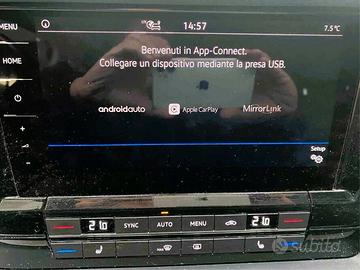 MENU
14:57
7.5°C
HOME
Benvenuti in App-Connect.
Collegare un dispositivo mediante la presa USB.
androidauto
Apple CarPlay
MirrorLink
Setup
SYNC
AUTO
MENU
subito